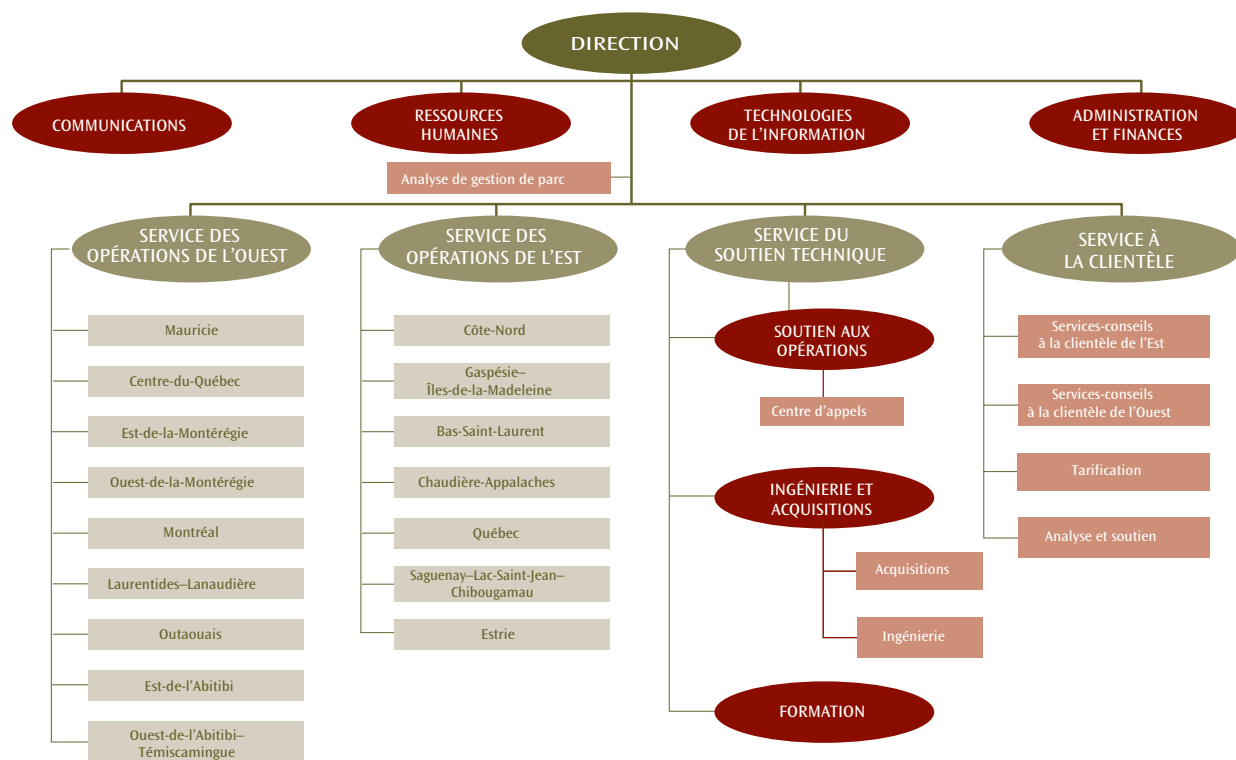 DIRECTION
COMMUNICATIONS
RESSOURCES
HUMAINES
TECHNOLOGIES
DE L'INFORMATION
ADMINISTRATION
ET FINANCES
Analyse de gestion de parc
SERVICE DES
OPÉRATIONS DE L'OUEST
Mauricie
Centre-du-Québec
Est-de-la-Montérégie
Ouest-de-la-Montérégie
Montréal
Laurentides–Lanaudière
Outaouais
Est-de-l'Abitibi
Ouest-de-l'Abitibi–
Témiscamingue
SERVICE DES
OPÉRATIONS DE L'EST
Côte-Nord
Gaspésie–
Îles-de-la-Madeleine
Bas-Saint-Laurent
Chaudière-Appalaches
Québec
Saguenay–Lac-Saint-Jean–
Chibougamau
Estrie
SERVICE DU
SOUTIEN TECHNIQUE
SOUTIEN AUX
OPÉRATIONS
Centre d'appels
INGÉNIERIE ET
ACQUISITIONS
Acquisitions
Ingénierie
FORMATION
SERVICE À
LA CLIENTÈLE
Services-conseils
à la clientèle de l'Est
Services-conseils
à la clientèle de l'Ouest
Tarification
Analyse et soutien